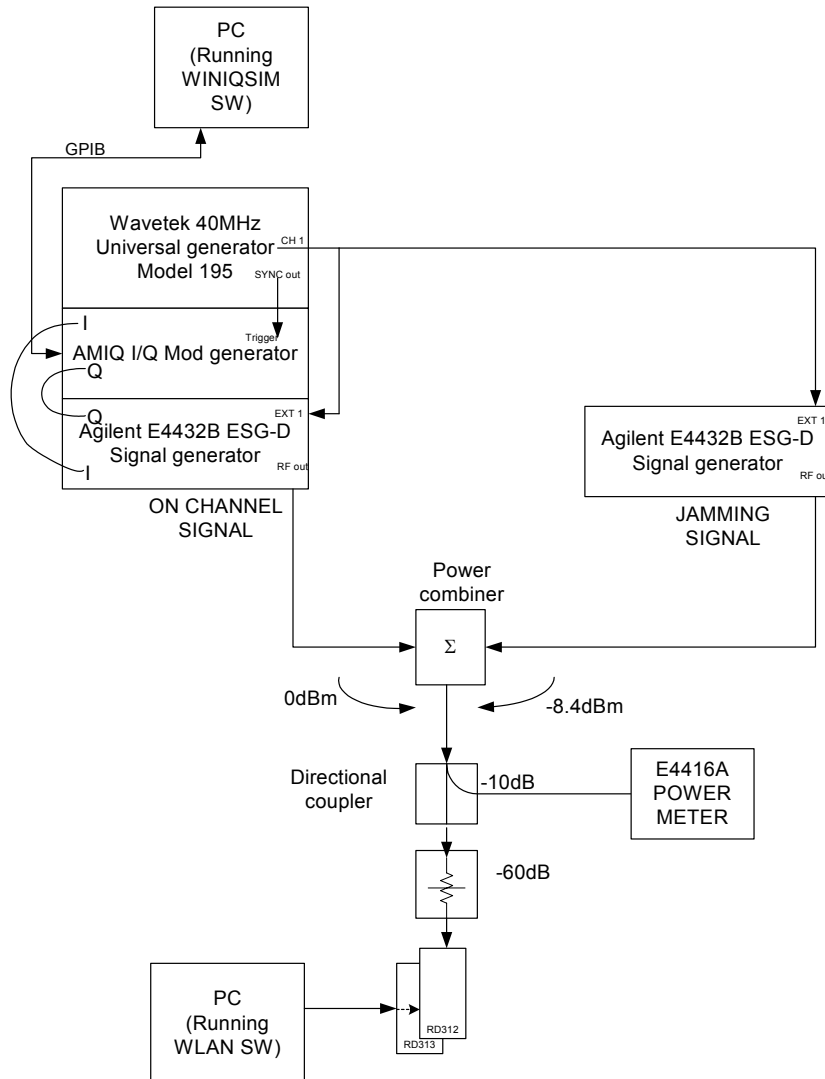 PC
(Running
WINIQSIM
SW)
GPIB
Wavetek 40MHz
Universal generator
Model 195
CH 1
SYNC out
I
Trigger
AMIQ I/Q Mod generator
Q
Q
EXT 1
Agilent E4432B ESG-D
Signal generator
I
RF out
ON CHANNEL
SIGNAL
EXT 1
Agilent E4432B ESG-D
Signal generator
RF out
JAMMING
SIGNAL
Power
combiner
Σ
0dBm
-8.4dBm
Directional
coupler
-10dB
E4416A
POWER
METER
-60dB
PC
(Running
WLAN SW)
RD312
RD313